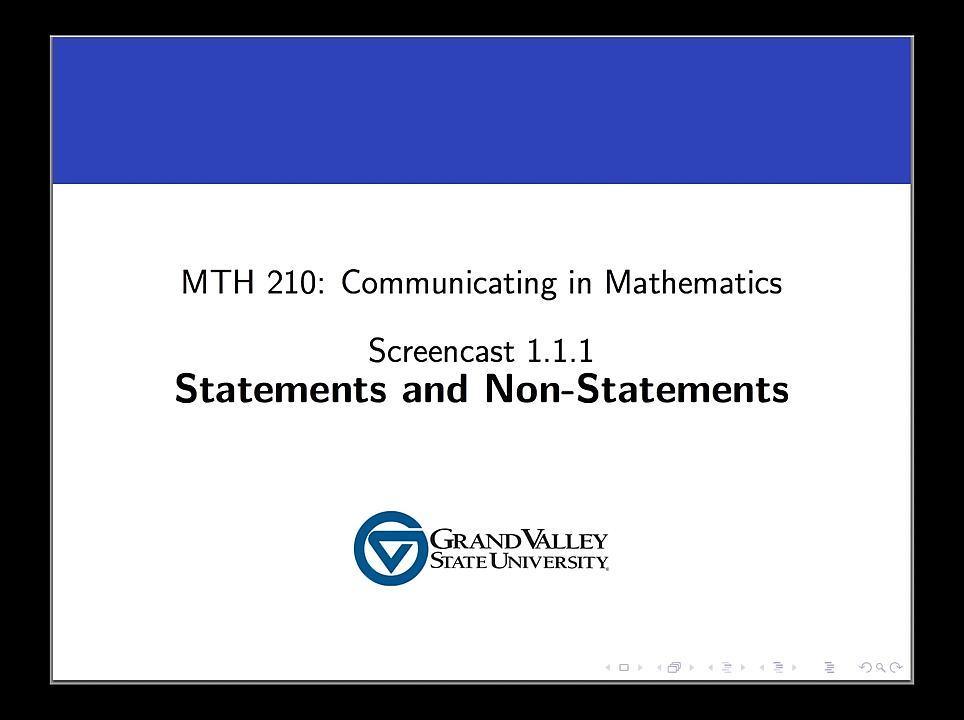 MTH 210: Communicating in Mathematics
Screencast 1.1.1
Statements and Non-Statements
GRAND VALLEY
STATE UNIVERSITY